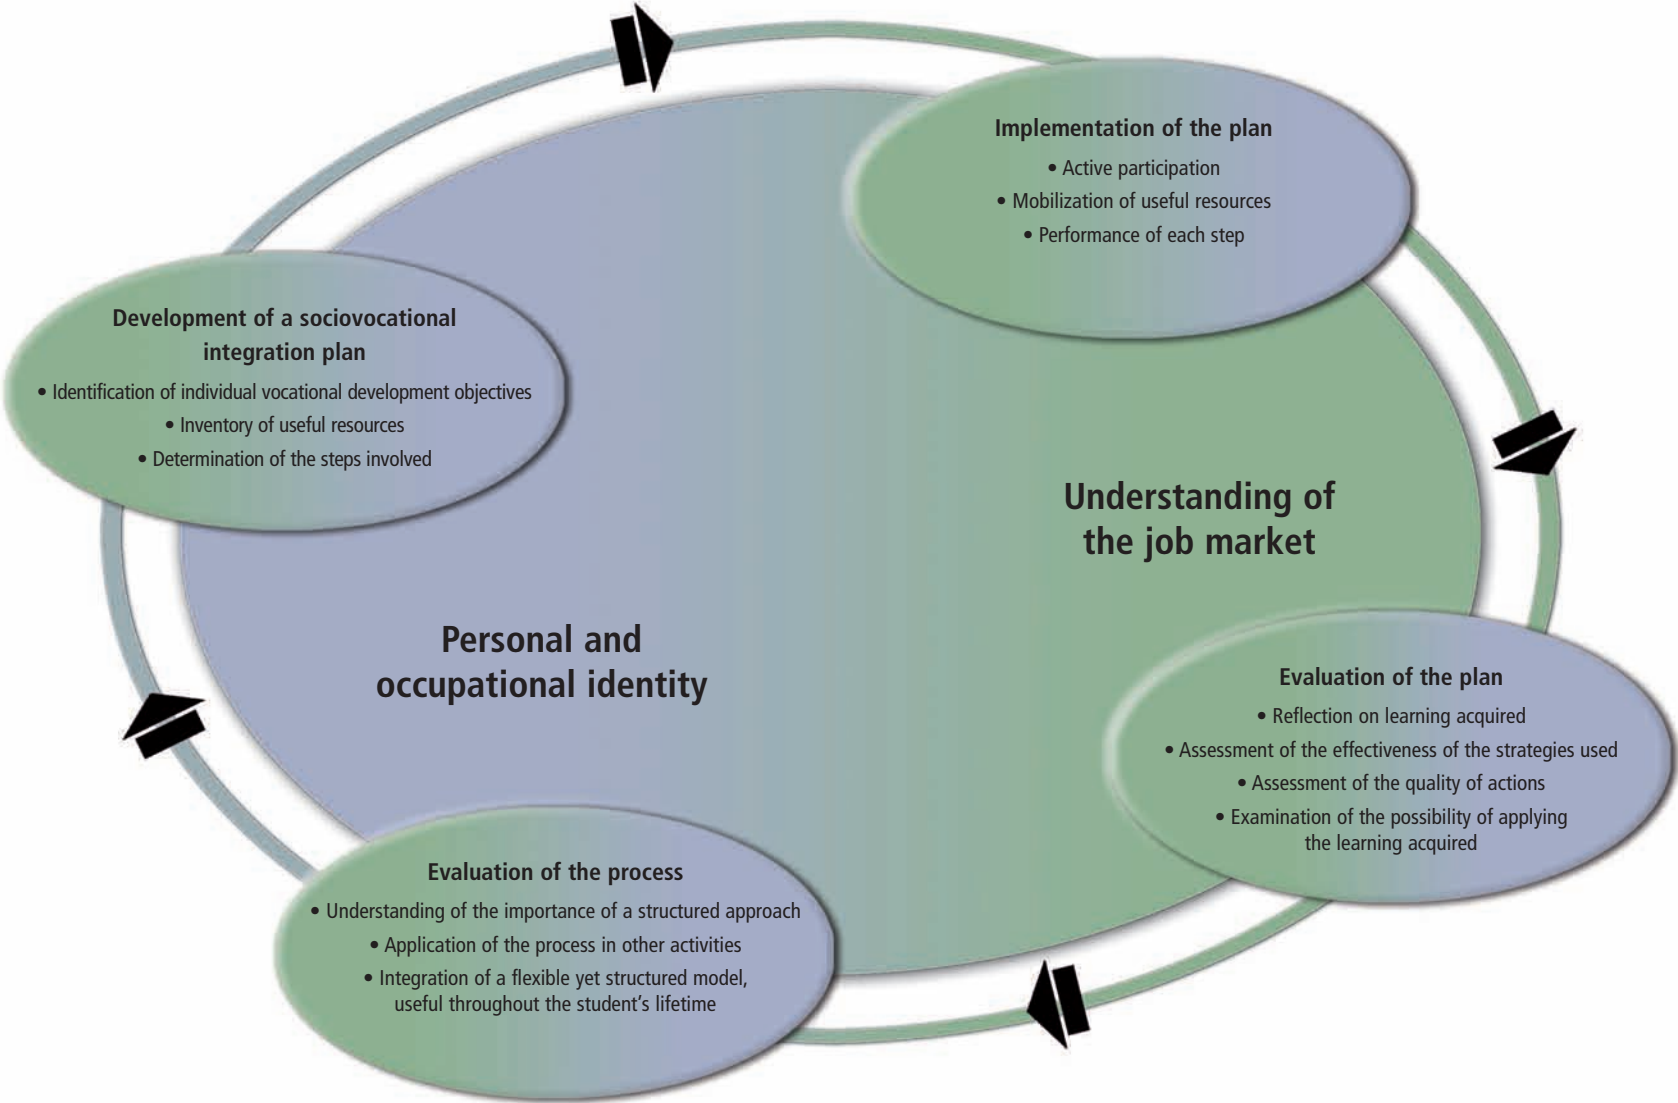 Implementation of the plan
• Active participation
• Mobilization of useful resources
• Performance of each step
Development of a sociovocational
integration plan
• Identification of individual vocational development objectives
• Inventory of useful resources
• Determination of the steps involved
Understanding of
the job market
Personal and
occupational identity
Evaluation of the plan
• Reflection on learning acquired
• Assessment of the effectiveness of the strategies used
• Assessment of the quality of actions
• Examination of the possibility of applying
the learning acquired
Evaluation of the process
• Understanding of the importance of a structured approach
• Application of the process in other activities
• Integration of a flexible yet structured model,
useful throughout the student's lifetime